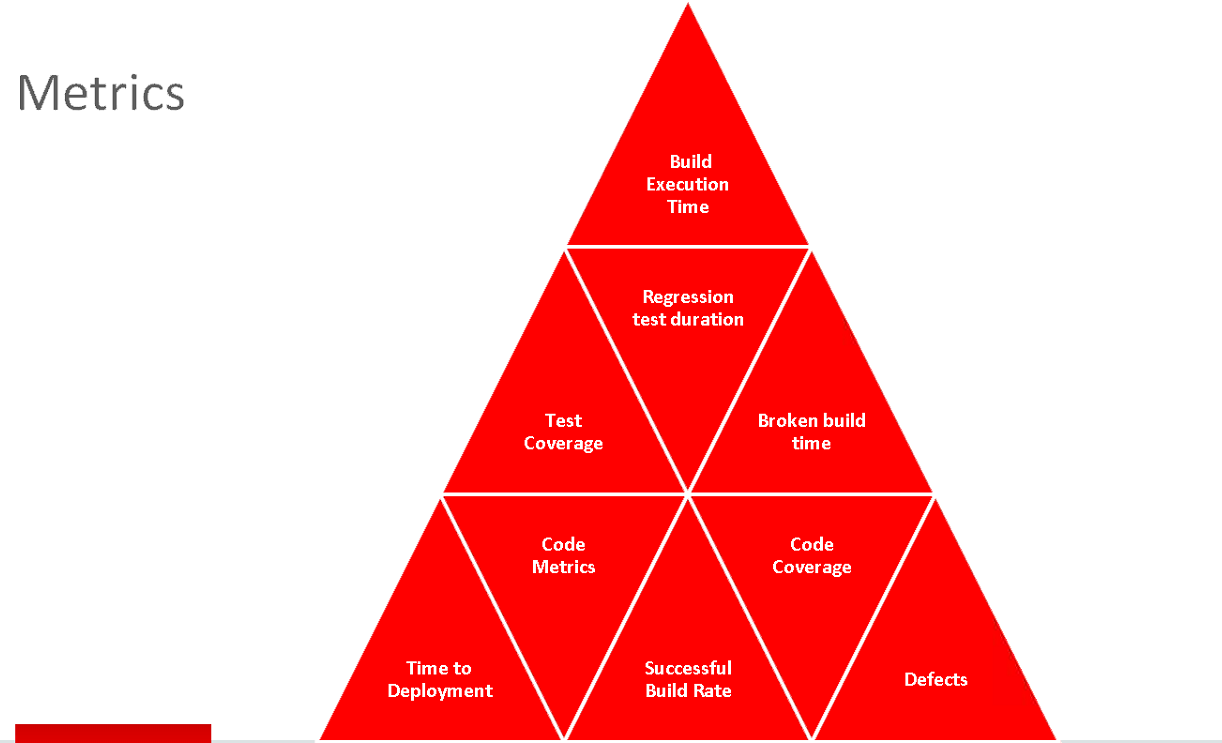 Metrics
Build
Execution
Time
Regression
test duration
Test
Coverage
Broken build
time
Code
Metrics
Code
Coverage
Time to
Deployment
Successful
Build Rate
Defects